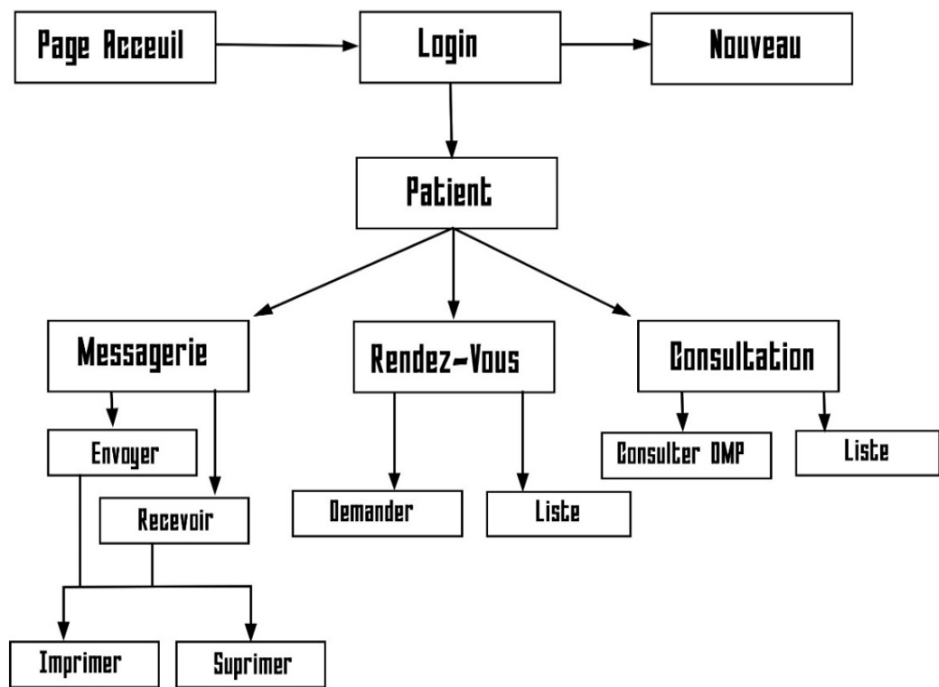 Page Acceuil
Login
Nouveau
Patient
Messagerie
Rendez-Vous
Consultation
Envoyer
Consulter DMP
Liste
Recevoir
Demander
Liste
Imprimer
Suprimer